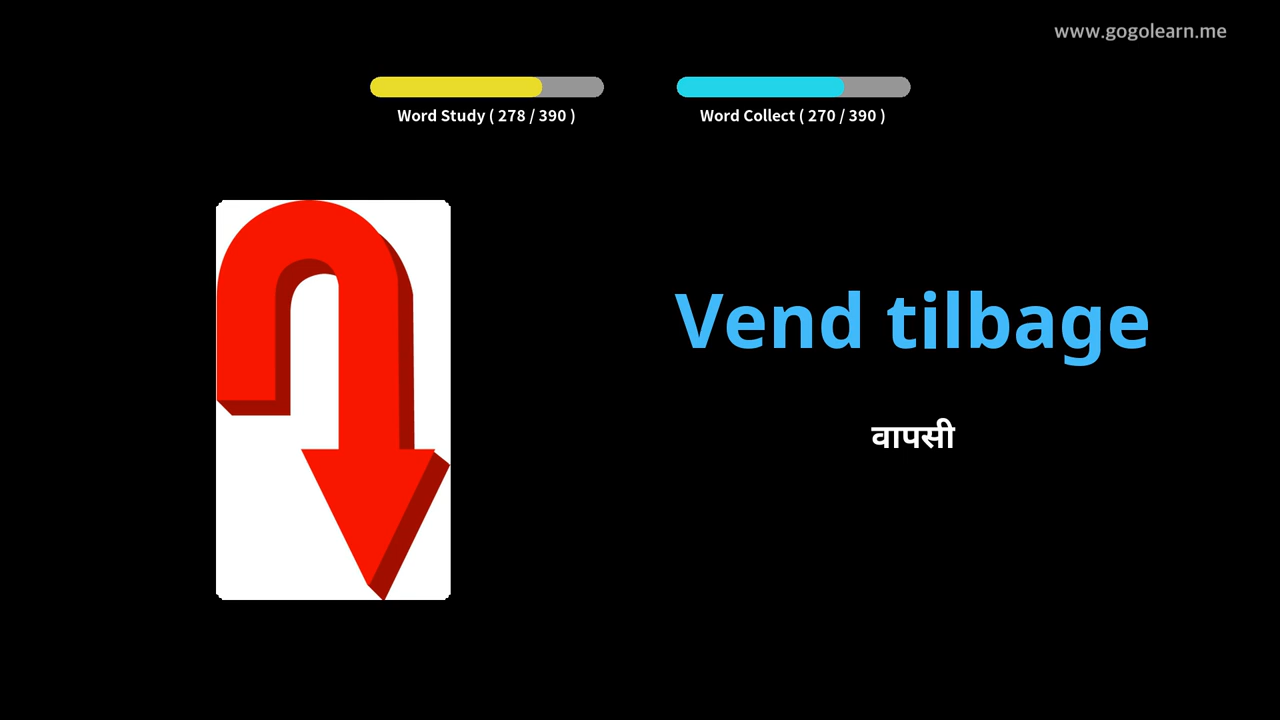 www.gogolearn.me
Word Study ( 278 / 390 )
Word Collect ( 270 / 390 )
Vend tilbage
वापसी